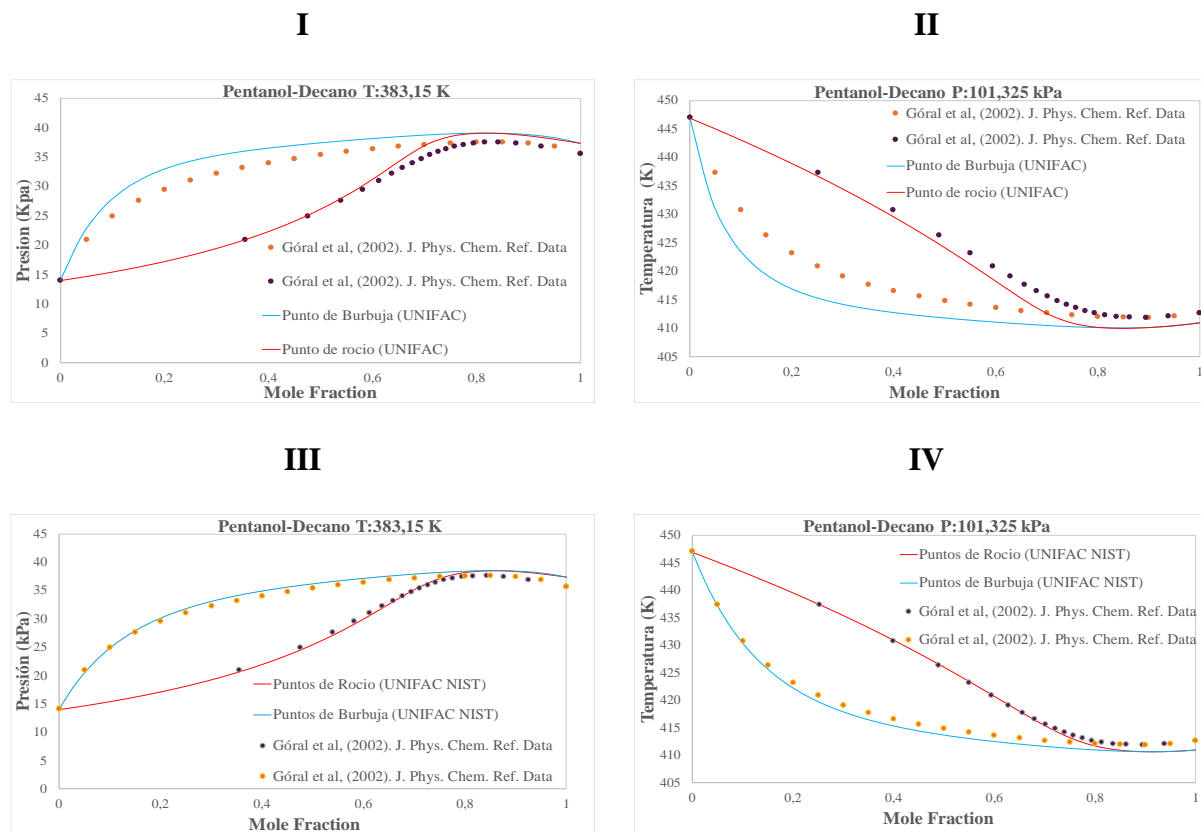 I
II
Pentanol-Decano T:383,15 K
45
40
35
30
25
20
15
10
5
0
Presion (Kpa)
Góral et al, (2002). J. Phys. Chem. Ref. Data
Góral et al, (2002). J. Phys. Chem. Ref. Data
Punto de Burbuja (UNIFAC)
Punto de rocio (UNIFAC)
0 0,2 0,4 0,6 0,8 1
Mole Fraction
Pentanol-Decano P:101,325 kPa
450
445
440
435
430
425
420
415
410
405
Temperatura (K)
Góral et al, (2002). J. Phys. Chem. Ref. Data
Góral et al, (2002). J. Phys. Chem. Ref. Data
Punto de Burbuja (UNIFAC)
Punto de rocio (UNIFAC)
0 0,2 0,4 0,6 0,8 1
Mole Fraction
III
IV
Pentanol-Decano T:383,15 K
45
40
35
30
25
20
15
10
5
0
Presión (kPa)
Puntos de Rocio (UNIFAC NIST)
Puntos de Burbuja (UNIFAC NIST)
Góral et al, (2002). J. Phys. Chem. Ref. Data
Góral et al, (2002). J. Phys. Chem. Ref. Data
0 0,2 0,4 0,6 0,8 1
Mole Fraction
Pentanol-Decano P:101,325 kPa
450
445
440
435
430
425
420
415
410
405
Temperatura (K)
Puntos de Rocio (UNIFAC NIST)
Puntos de Burbuja (UNIFAC NIST)
Góral et al, (2002). J. Phys. Chem. Ref. Data
Góral et al, (2002). J. Phys. Chem. Ref. Data
0 0,2 0,4 0,6 0,8 1
Mole Fraction